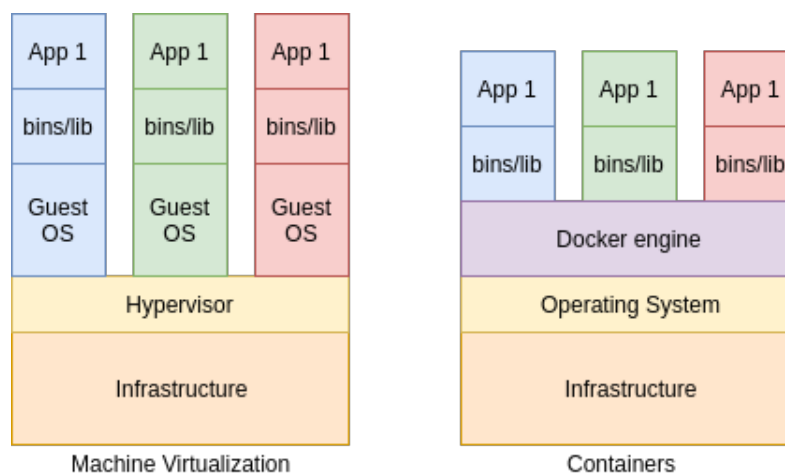 App 1
App 1
App 1
bins/lib
bins/lib
bins/lib
Guest
OS
Guest
OS
Guest
OS
Hypervisor
Infrastructure
Machine Virtualization
App 1
App 1
App 1
bins/lib
bins/lib
bins/lib
Docker engine
Operating System
Infrastructure
Containers